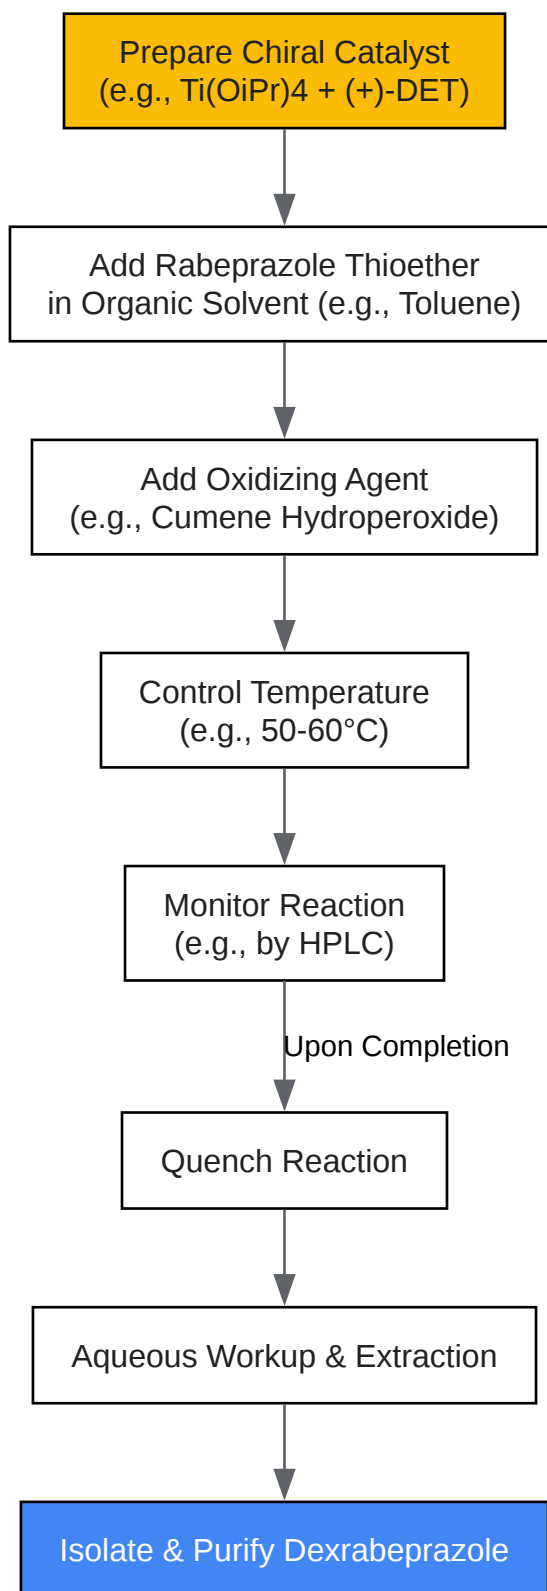 Prepare Chiral Catalyst
(e.g., Ti(OiPr)4 + (+)-DET)
Add Rabeprazole Thioether
in Organic Solvent (e.g., Toluene)
Add Oxidizing Agent
(e.g., Cumene Hydroperoxide)
Control Temperature
(e.g., 50-60°C)
Monitor Reaction
(e.g., by HPLC)
Upon Completion
Quench Reaction
Aqueous Workup & Extraction
Isolate & Purify Dexrabeprazole